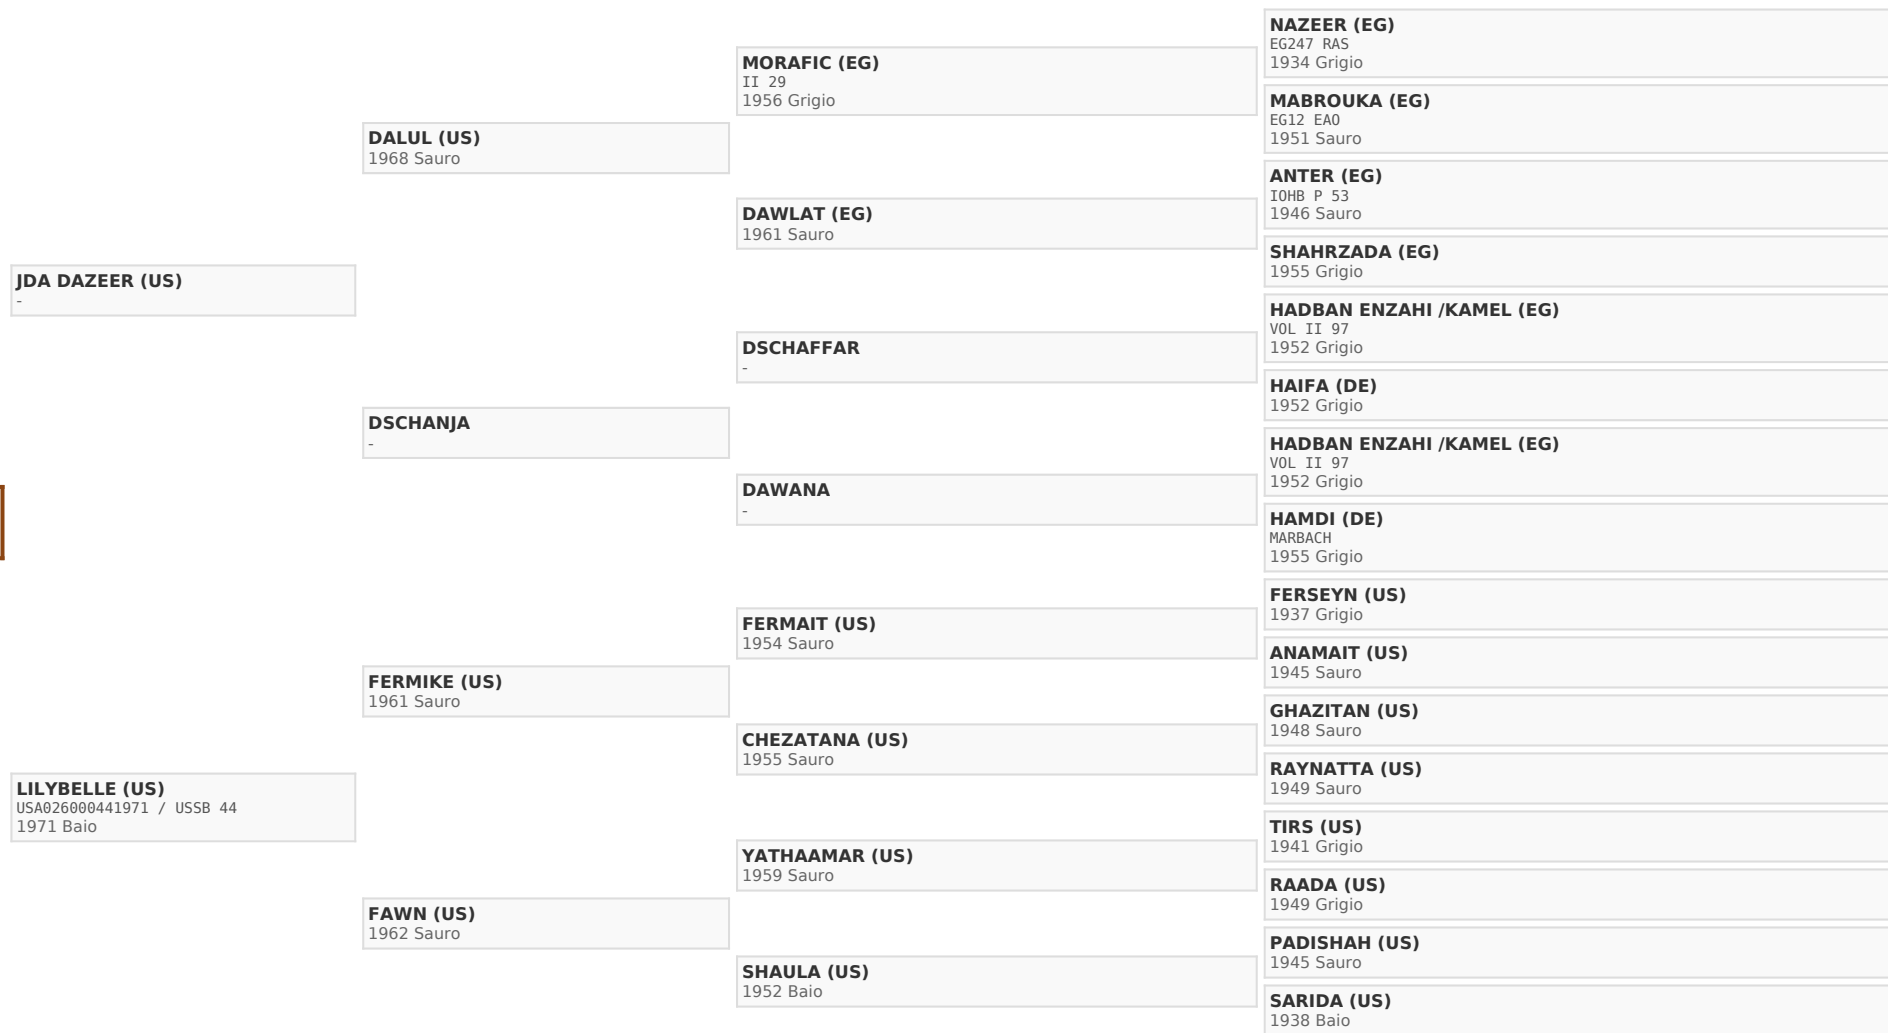 JDA DAZEER (US)
-
LILYBELLE (US)
USA026000441971 / USSB 44
1971 Baio
DALUL (US)
1968 Sauro
DSCHANJA
-
FERMIKE (US)
1961 Sauro
FAWN (US)
1962 Sauro
MORAFIC (EG)
II 29
1956 Grigio
DAWLAT (EG)
1961 Sauro
DSCHAFFAR
-
DAWANA
-
FERMAIT (US)
1954 Sauro
CHEZATANA (US)
1955 Sauro
YATHAAMAR (US)
1959 Sauro
SHAULA (US)
1952 Baio
NAZEER (EG)
EG247 RAS
1934 Grigio
MABROUKA (EG)
EG12 EAO
1951 Sauro
ANTER (EG)
IOHB P 53
1946 Sauro
SHAHRZADA (EG)
1955 Grigio
HADBAN ENZAHI /KAMEL (EG)
VOL II 97
1952 Grigio
HAIFA (DE)
1952 Grigio
HADBAN ENZAHI /KAMEL (EG)
VOL II 97
1952 Grigio
HAMDI (DE)
MARBACH
1955 Grigio
FERSEYN (US)
1937 Grigio
ANAMAIT (US)
1945 Sauro
GHAZITAN (US)
1948 Sauro
RAYNATTA (US)
1949 Sauro
TIRS (US)
1941 Grigio
RAADA (US)
1949 Grigio
PADISHAH (US)
1945 Sauro
SARIDA (US)
1938 Baio